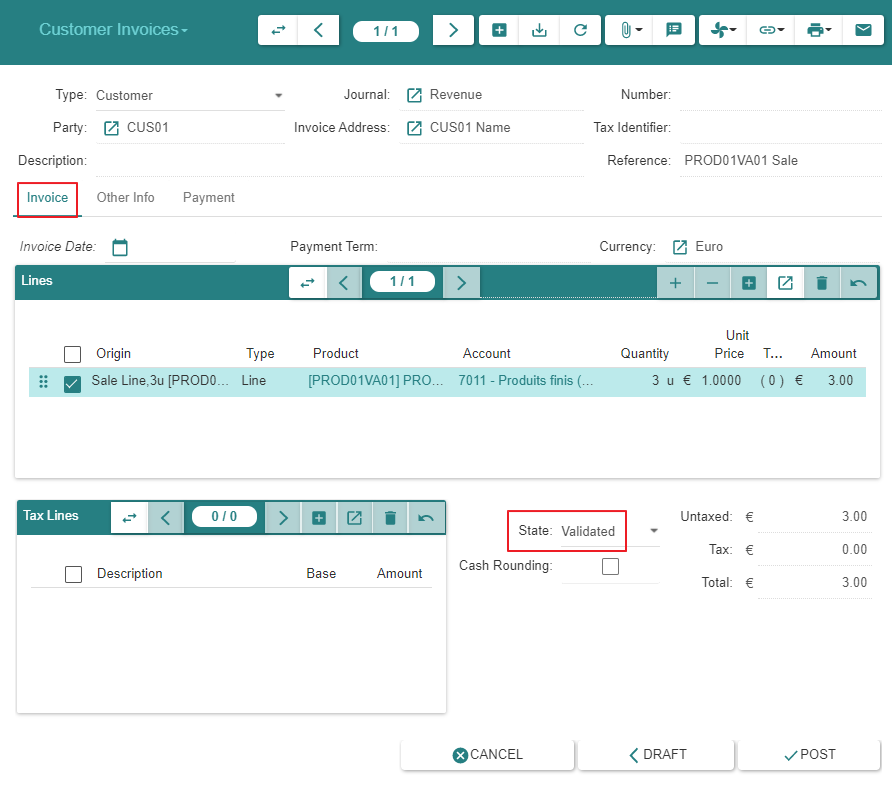 Customer Invoices
1 / 1
Type: Customer Journal: Revenue Number:
Party: CUS01 Invoice Address: CUS01 Name Tax Identifier:
Description: Reference: PROD01VA01 Sale
Invoice Other Info Payment
Invoice Date: Payment Term: Currency: Euro
Lines 1 / 1
Origin Type Product Account Quantity Unit Price T... Amount
Sale Line,3u [PROD0... Line [PROD01VA01] PRO... 7011 - Produits finis (... 3 u € 1.0000 ( 0 ) € 3.00
Tax Lines 0 / 0
Description Base Amount
State: Validated
Cash Rounding:
Untaxed: € 3.00
Tax: € 0.00
Total: € 3.00
CANCEL DRAFT POST